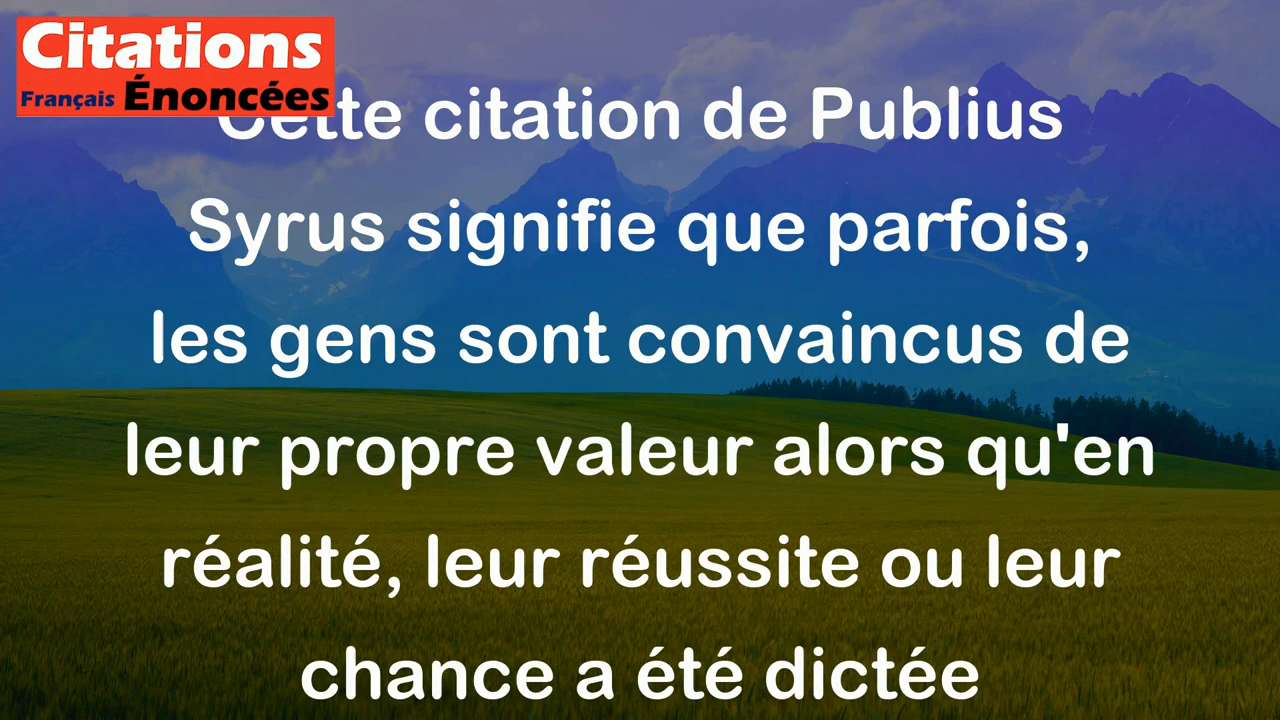 Citations
Français Énoncées
Cette citation de Publius
Syrus signifie que parfois,
les gens sont convaincus de
leur propre valeur alors qu'en
réalité, leur réussite ou leur
chance a été dictée